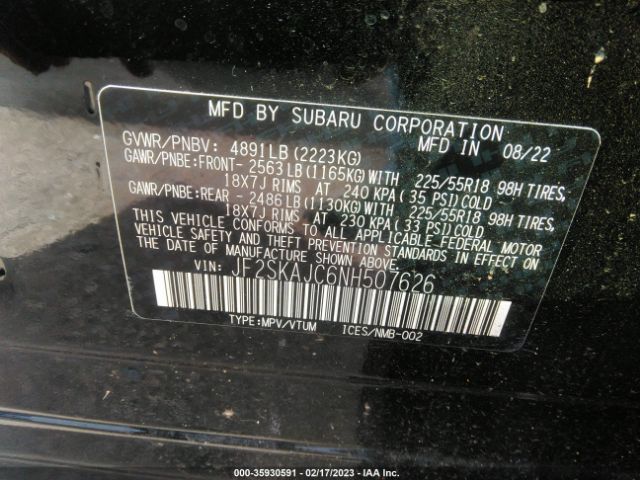 MFD BY SUBARU CORPORATION
GVWR/PNBV: 4891LB(2223KG) MFD IN 08/22
GAWR/PNBE:FRONT- 2563LB(1165KG)WITH 225/55R18 98H TIRES,
18X7J RIMS AT 240 KPA( 35 PSI)COLD
GAWR/PNBE:REAR - 2486LB(1130KG)WITH 225/55R18 98H TIRES,
18X7J RIMS AT 230 KPA( 33 PSI)COLD
THIS VEHICLE CONFORMS TO ALL APPLICABLE FEDERAL MOTOR
VEHICLE SAFETY AND THEFT PREVENTION STANDARDS IN EFFECT ON
THE DATE OF MANUFACTURE SHOWN ABOVE.
VIN: JF2SKAJC6NH507626
TYPE:MPV/VTUM ICES/NMB-002
000-35930591 - 02/17/2023 - IAA Inc.